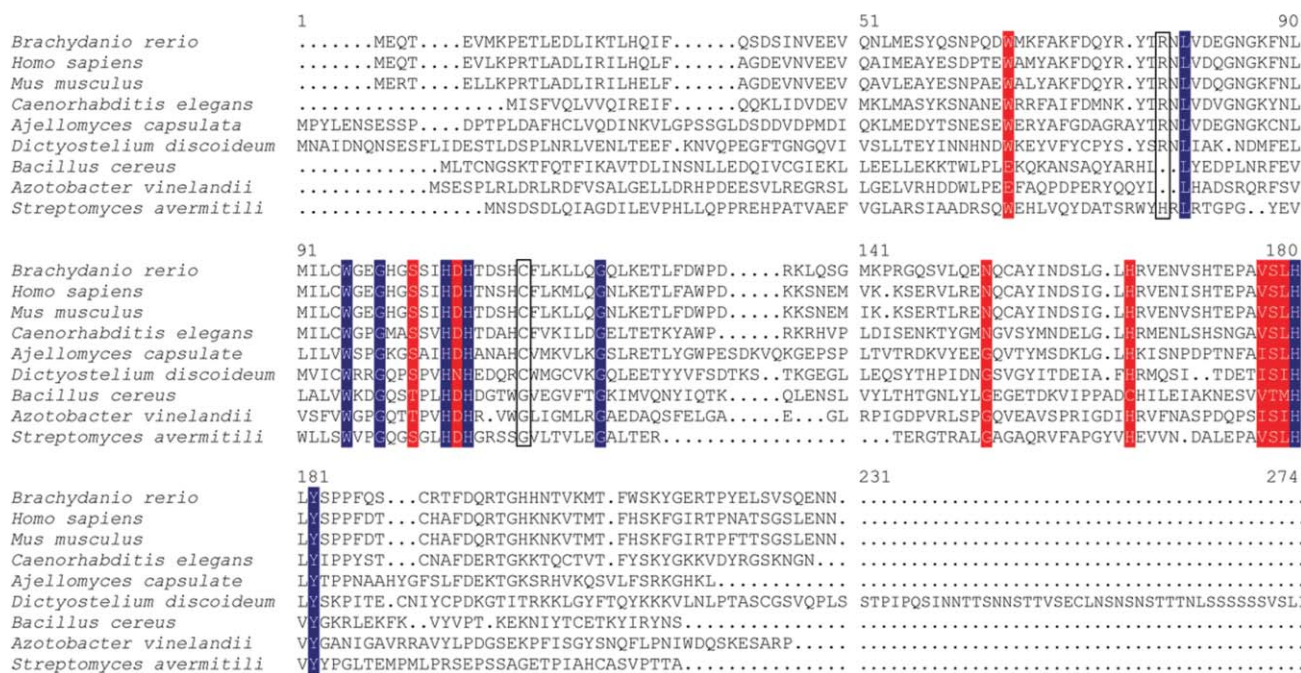 1 51 90
Brachydanio rerio .......MEQT....EVMKPETLEDLIKTLHQIF......QSDSINVEEV QNLMESYQSNPQDWMKFAKFDQYR.YTRNLVDEGNGKFNL
Homo sapiens .......MEQT....EVLKPRTLADLIRILHQLF......AGDEVNVEEV QAIMEAYESDPTEWAMYAKFDQYR.YTRNLVDQGNGKFNL
Mus musculus .......MERT....ELLKPRTLADLIRILHELF......AGDEVNVEEV QAVLEAYESNPAEWALYAKFDQYR.YTRNLVDQGNGKFNL
Caenorhabditis elegans ...................MISFVQLVVQIREIF......QQKLIDVDEV MKLMASYKSNANEWRRFAIFDMNK.YTRNLVDVGNGKYNL
Ajellomyces capsulata MPYLENSESSP....DPTPLDAFHCLVQDINKVLGPSSGLDSDDVDPMDI QKLMEDYTSNESEWERYAFGDAGRAYTRNLVDEGNGKCNL
Dictyostelium discoideum MNAIDNQNSESFLIDESTLDSPLNRLVENLTEEF.KNVQPEGFTGNGQVI VSLLTEYINNHNDWKEYVFYCPYS.YSRNLIAK.NDMFEL
Bacillus cereus .............MLTCNGSKTFQTFIKAVTDLINSNLLEDQIVCGIEKL LEELLEKKTWLPLEQKQKANSAQYARHL..LYEDPLNRFEV
Azotobacter vinelandii ............MSESPLRLDRLRDFVSALGELLDRHPDEESVLREGRSL LGELVRHDDWLPEEFAQPDPERYQQYL..LHADSRQRFSV
Streptomyces avermitili .................MNSDSDLQIAGDILEVPHLLQPPREHPATVAEF VGLARSIAADRSQWEHLVQYDATSRWYHRLRTGPG.YEV
91 141 180
Brachydanio rerio MILCWGEGHGSSIHDHTDSHCFLKLLQGQLKETLFDWPD.....RKLQSG MKPRGQSVLQENQCAYINDSLG.LHRVENVSHTEPAVSLH
Homo sapiens MILCWGEGHGSSIHDHTNSHCFLKMLQGNLKETLFAWPD.....KKSNEM VK.KSERVLRENQCAYINDSIG.LHRVENISHTEPAVSLH
Mus musculus MILCWGEGHGSSIHDHTDSHCFLKLLQGNLKETLFDWPD.....KKSNEM IK.KSERTLRENQCAYINDSIG.LHRVENVSHTEPAVSLH
Caenorhabditis elegans MILCWGPGMASSVHDHTDAHCFVKILDGELTETKYAWP......RKRHVP LDISENKTYGMNGVSYMNDELG.LHRMENLSHSNGAVSLH
Ajellomyces capsulate LILVWSPGKGSAIHDHANAHCVMKVLKGSLRETLYGWPESDKVQKGEPSP LTVTRDKVYEEGQVTYMSDKLG.LHKISNPDPTNFAISLH
Dictyostelium discoideum MVICWRRGQPSPVHNHEDQRCWMGCVKGQLEETYYVFSDTKS..TKGEGL LEQSYTHPIDNGSVGYITDEIA.FHRMQSI..TDETISIH
Bacillus cereus LALVWKDGQSTPLHDHDGTWGVEGVFTGKIMVQNYIQTK.....QLENSL VYLTHTGNLYLGEGETDKVIPPADCHILEIAKNESVVTMH
Azotobacter vinelandii VSFVWGPGQTTPVHDHR.VWGLIGMLRGAEDAQSFELGA....E...GL RPIGDPVRLSPGQVEAVSPRIGDIHRVFNASPDQPSISIH
Streptomyces avermitili WLLSWVPGQGSGLHDHGRSSGVLTVLEGALTER................. .....TERGTRALGAGAQRVFAPGYVHEVVN.DALEPAVSLH
181 231 274
Brachydanio rerio LYSPPFQS...CRTFDQRTGHHNTVKMT.FWSKYGERTPYELSVSQENN. ............................................
Homo sapiens LYSPPFDT...CHAFDQRTGHKNKVTMT.FHSKFGIRTPNATSGSLENN. ............................................
Mus musculus LYSPPFDT...CHAFDQRTGHKNKVTMT.FHSKFGIRTPFTTSGSLENN. ............................................
Caenorhabditis elegans LYIPPYST...CNAFDERTGKKTQCTVT.FYSKYGKKVDYRGSKNGN... ............................................
Ajellomyces capsulate LYTPPNAAHYGFSLFDEKTGKSRHVKQSVLFSRKGHKL............ ............................................
Dictyostelium discoideum LYSKPITE.CNIYCPDKGTITRKKLGYFTQYKKKVLNLPTASCGSVQPLS STPIPQSINNTTSNNSTTVSECLNSNSNSTTTNLSSSSSSVSL
Bacillus cereus VYGKRLEKFK..VYVPT.KEKNIYTCETKYIRYNS............... ............................................
Azotobacter vinelandii VYGANIGAVRRAVYLPDGSEKPFISGYSNQFLPNIWDQSKESARP..... ............................................
Streptomyces avermitili VYYPGLTEMPMLPRSEPSSAGETPIAHCASVPTTA............... ............................................